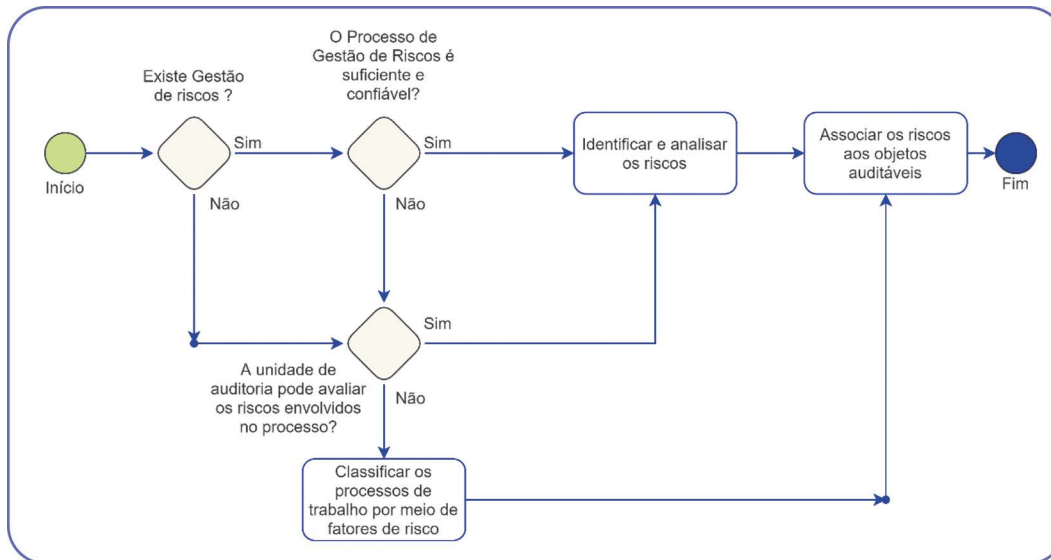 O Processo de
Gestão de Riscos é
suficiente e
confiável?
Existe Gestão
de riscos ?
Início
Sim
Sim
Identificar e analisar
os riscos
Associar os riscos
aos objetos
auditáveis
Fim
Não
Não
Sim
A unidade de
auditoria pode avaliar
os riscos envolvidos
no processo?
Não
Classificar os
processos de
trabalho por meio de
fatores de risco